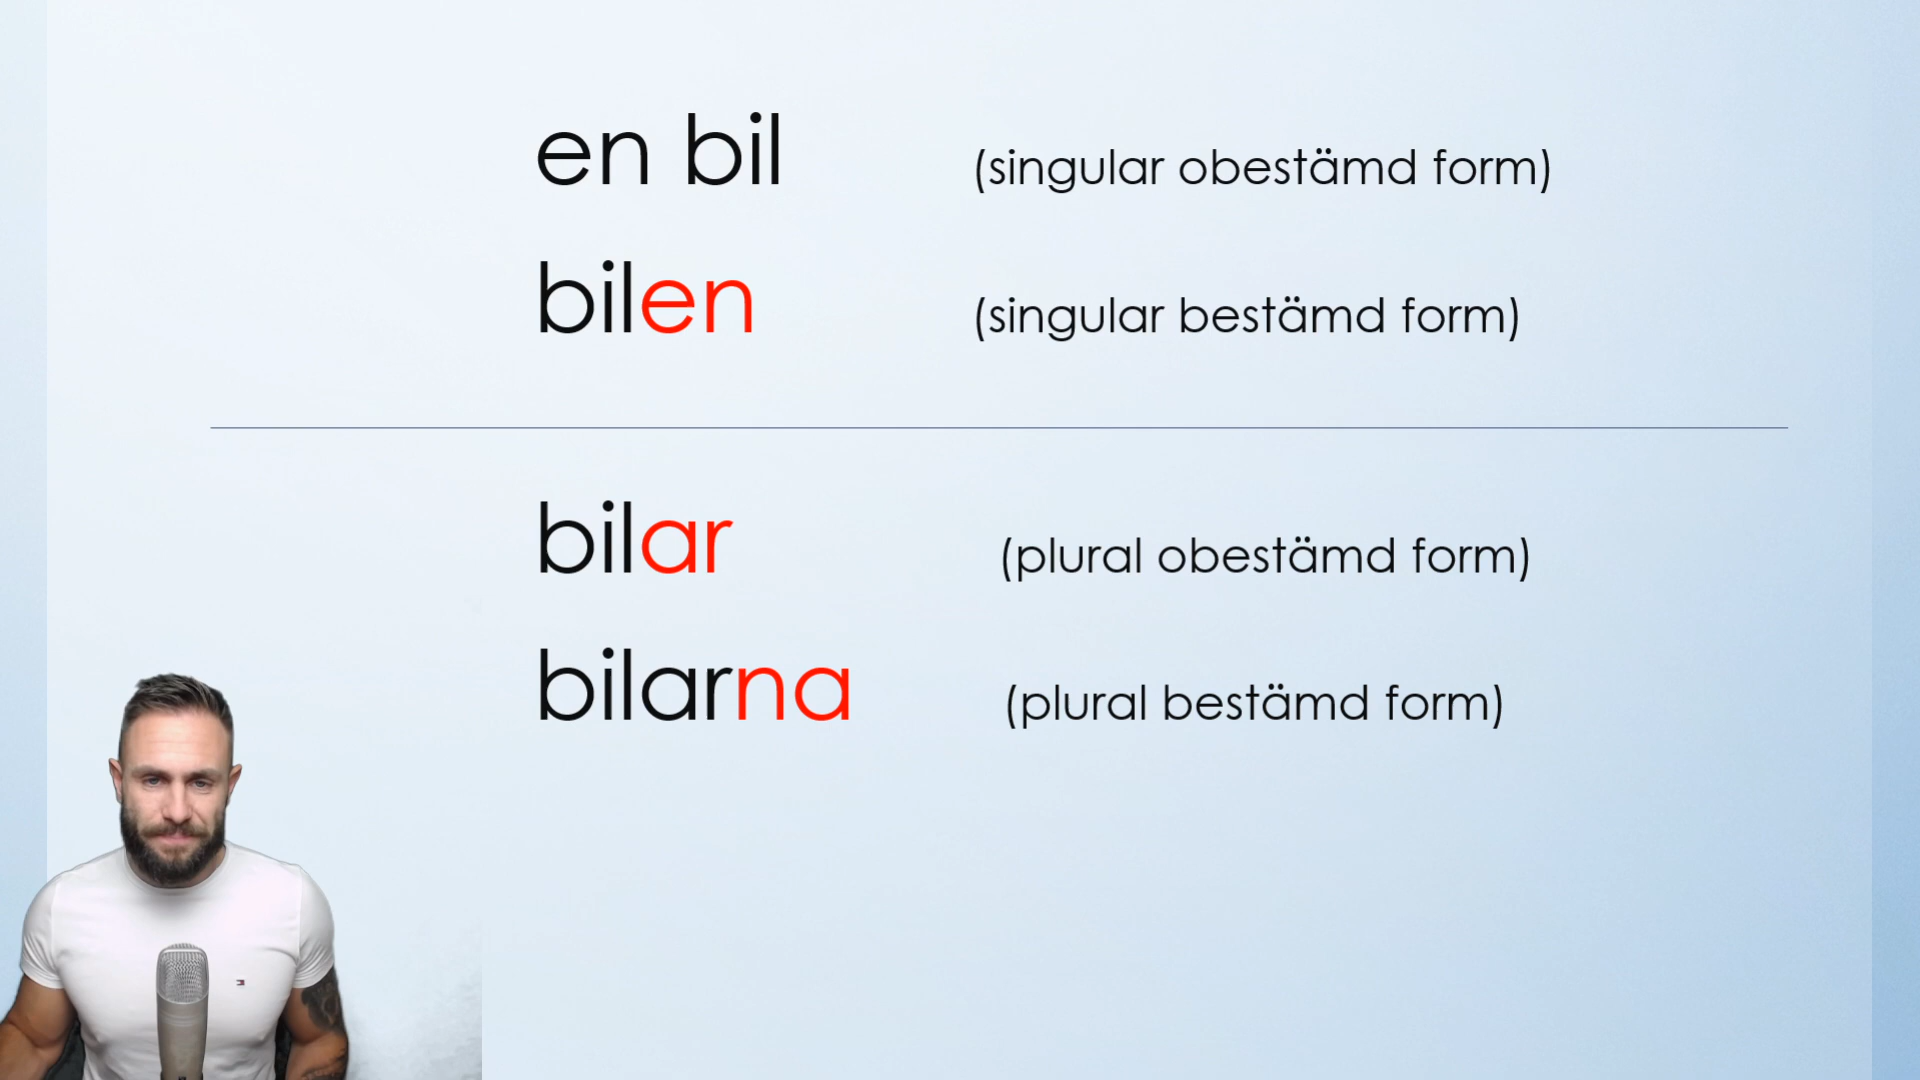 en bil (singular obestämd form)
bilen (singular bestämd form)
bilar (plural obestämd form)
bilarna (plural bestämd form)